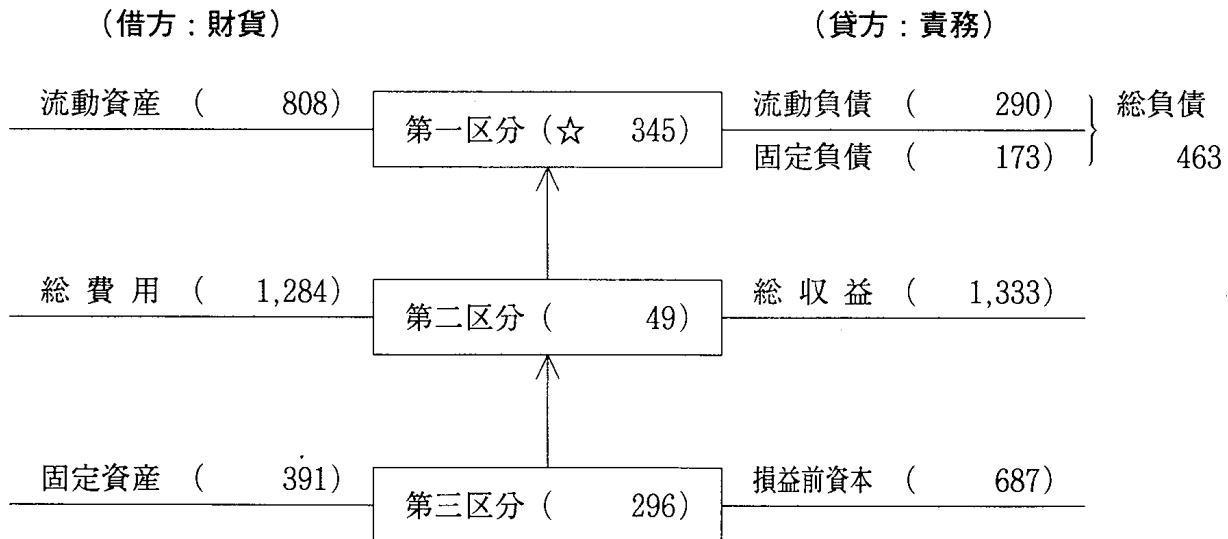 (借方：財貨) (貸方：責務)
流動資産 ( 808) 第一区分 (☆ 345) 流動負債 ( 290) 総負債
固定負債 ( 173) 463
総費用 ( 1,284) 第二区分 ( 49) 総収益 ( 1,333)
固定資産 ( 391) 第三区分 ( 296) 損益前資本 ( 687)